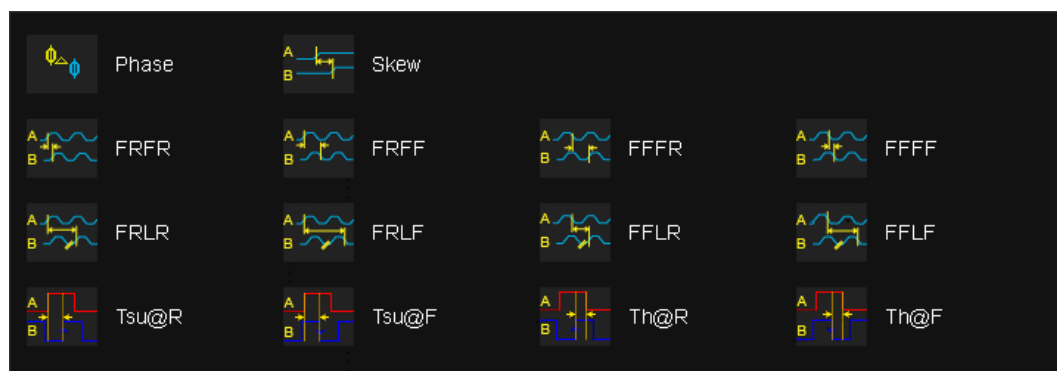 Φ Φ Phase A B Skew
A B FRFR A B FRFF A B FFFR A B FFFF
A B FRLR A B FRLF A B FFLR A B FFLF
A B Tsu@R A B Tsu@F A B Th@R A B Th@F